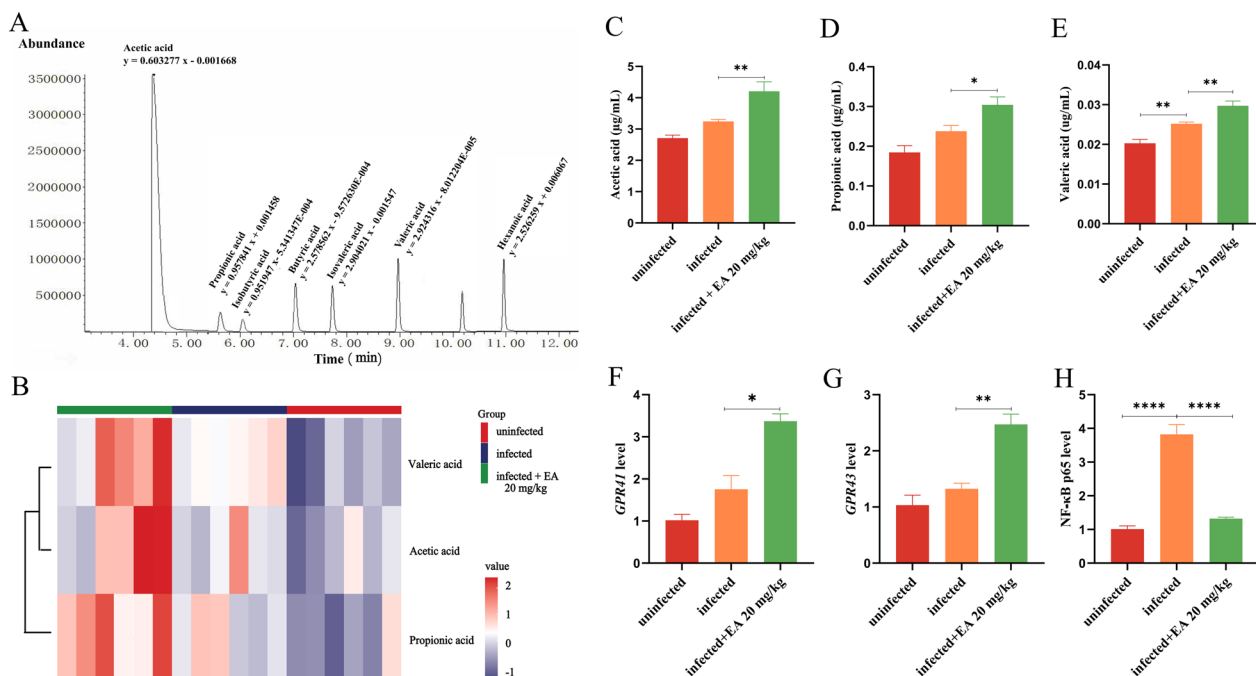 A
Abundance
Acetic acid
y = 0.603277 x - 0.001668
3500000
3000000
2500000
2000000
1500000
1000000
500000
Propionic acid
y = 0.957841 x + 0.001458
Isobutyric acid
y = 0.951947 x - 5.341347E-004
Butyric acid
y = 2.578562 x - 9.572630E-004
Isovaleric acid
y = 2.904021 x - 0.001547
Valeric acid
y = 2.924316 x - 8.012204E-005
Hexamic acid
y = 2.526259 x + 0.006067
4.00 5.00 6.00 7.00 8.00 9.00 10.00 11.00 12.00
Time ( min)
B
Group
uninfected
infected
infected + EA
20 mg/kg
value
2
1
0
-1
Valeric acid
Acetic acid
Propionic acid
C
Acetic acid (µg/mL)
5
4
3
2
1
0
**
uninfected
infected
infected + EA 20 mg/kg
D
Propionic acid (µg/mL)
0.4
0.3
0.2
0.1
0.0
*
uninfected
infected
infected+EA 20 mg/kg
E
Valeric acid (ug/mL)
0.04
0.03
0.02
0.01
0.00
**
**
uninfected
infected
infected+EA 20 mg/kg
F
GPR41 level
4
3
2
1
0
*
uninfected
infected
infected+EA 20 mg/kg
G
GPR43 level
3
2
1
0
**
uninfected
infected
infected+EA 20 mg/kg
H
NF-κB p65 level
5
4
3
2
1
0
****
****
uninfected
infected
infected+EA 20 mg/kg